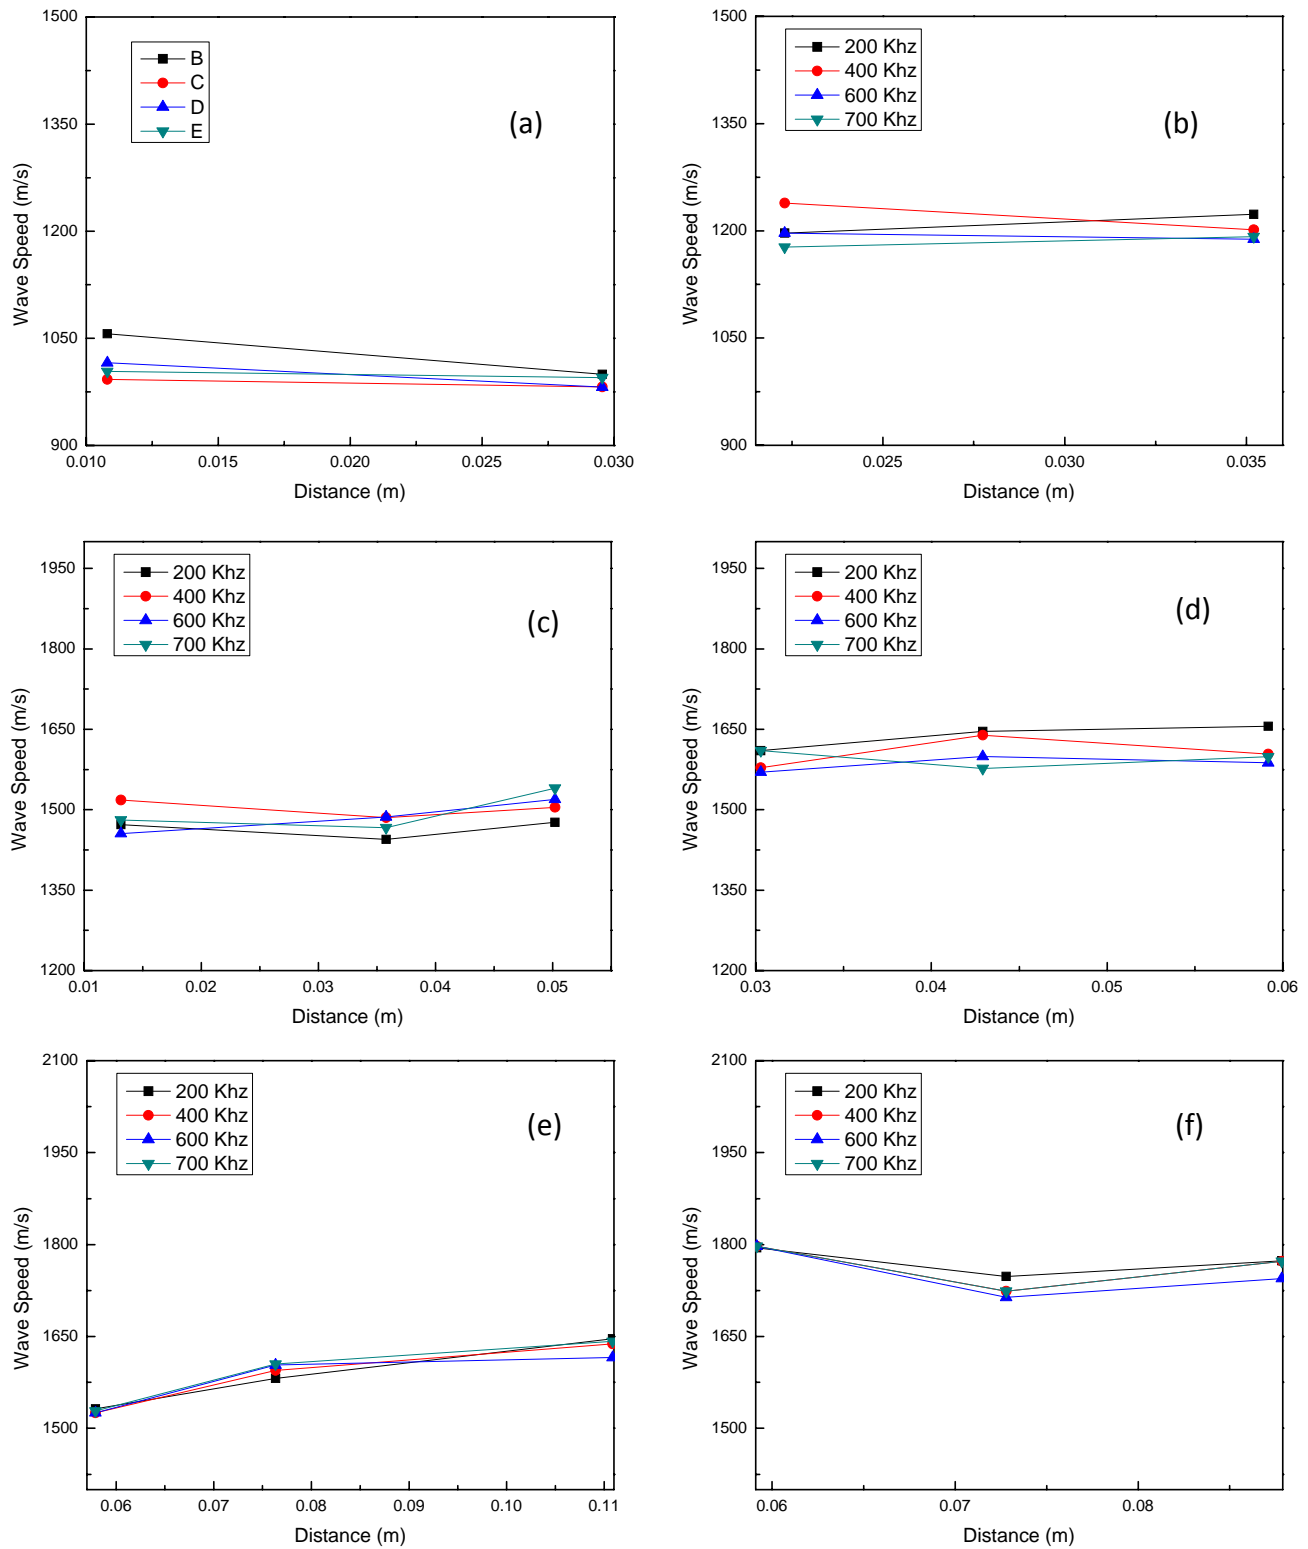 1500
1350
1200
1050
900
Wave Speed (m/s)
B
C
D
E
(a)
0.010
0.015
0.020
0.025
0.030
Distance (m)
1500
1350
1200
1050
900
Wave Speed (m/s)
200 Khz
400 Khz
600 Khz
700 Khz
(b)
0.025
0.030
0.035
Distance (m)
1950
1800
1650
1500
1350
1200
Wave Speed (m/s)
200 Khz
400 Khz
600 Khz
700 Khz
(c)
0.01
0.02
0.03
0.04
0.05
Distance (m)
1950
1800
1650
1500
1350
1200
Wave Speed (m/s)
200 Khz
400 Khz
600 Khz
700 Khz
(d)
0.03
0.04
0.05
0.06
Distance (m)
2100
1950
1800
1650
1500
Wave Speed (m/s)
200 Khz
400 Khz
600 Khz
700 Khz
(e)
0.06
0.07
0.08
0.09
0.10
0.11
Distance (m)
2100
1950
1800
1650
1500
Wave Speed (m/s)
200 Khz
400 Khz
600 Khz
700 Khz
(f)
0.06
0.07
0.08
Distance (m)